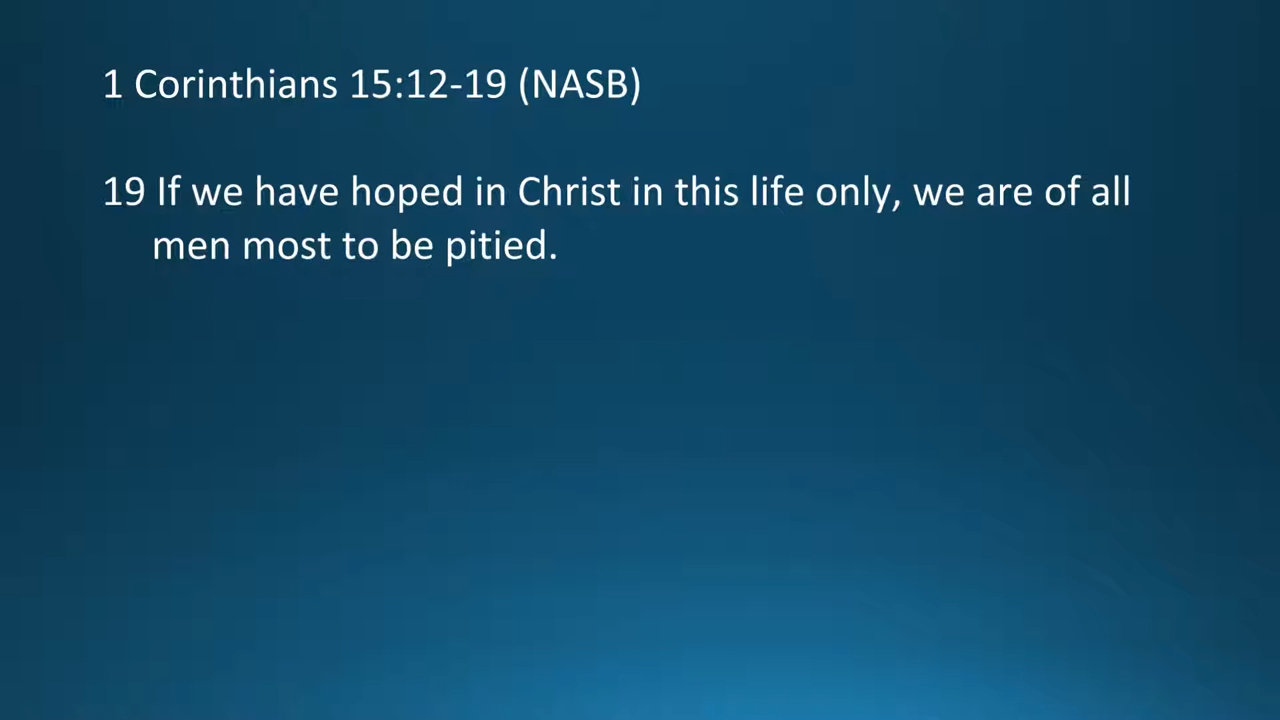 1 Corinthians 15:12-19 (NASB)
19 If we have hoped in Christ in this life only, we are of all
men most to be pitied.